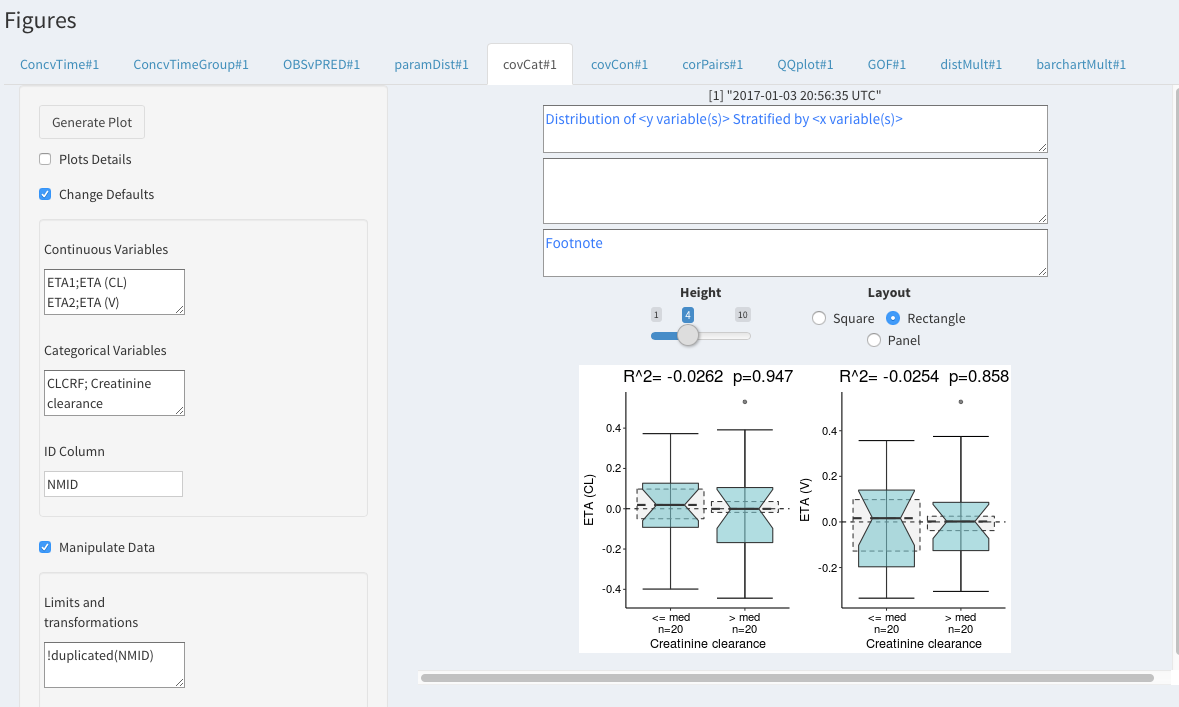 Figures
ConcvTime#1 ConcvTimeGroup#1 OBSvPRED#1 paramDist#1 covCat#1 covCon#1 corPairs#1 QQplot#1 GOF#1 distMult#1 barchartMult#1
Generate Plot
Plots Details
Change Defaults
Continuous Variables
ETA1;ETA (CL)
ETA2;ETA (V)
Categorical Variables
CLCRF; Creatinine
clearance
ID Column
NMID
Manipulate Data
Limits and
transformations
!duplicated(NMID)
[1] "2017-01-03 20:56:35 UTC"
Distribution of <y variable(s)> Stratified by <x variable(s)>
Footnote
Height
1 4 10
Layout
Square Rectangle
Panel
R^2= -0.0262 p=0.947
ETA (CL)
0.4
0.2
0.0
-0.2
-0.4
<= med > med
n=20 n=20
Creatinine clearance
R^2= -0.0254 p=0.858
ETA (V)
0.4
0.2
0.0
-0.2
<= med > med
n=20 n=20
Creatinine clearance